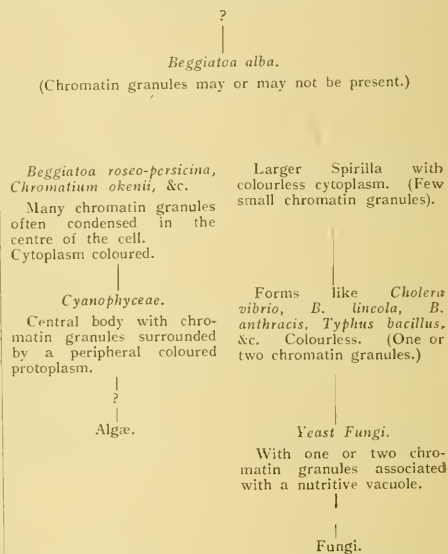 ?
Beggiatoa alba.
(Chromatin granules may or may not be present.)
Beggiatoa roseo-persicina,
Chromatium okenii, &c.
Many chromatin granules
often condensed in the
centre of the cell.
Cytoplasm coloured.
Cyanophyceae.
Central body with chro-
matin granules surrounded
by a peripheral coloured
protoplasm.
?
Algæ.
Larger Spirilla with
colourless cytoplasm. (Few
small chromatin granules).
Forms like Cholera
vibrio, B. lincola, B.
anthracis, Typhus bacillus,
&c. Colourless. (One or
two chromatin granules.)
Yeast Fungi.
With one or two chro-
matin granules associated
with a nutritive vacuole.
Fungi.